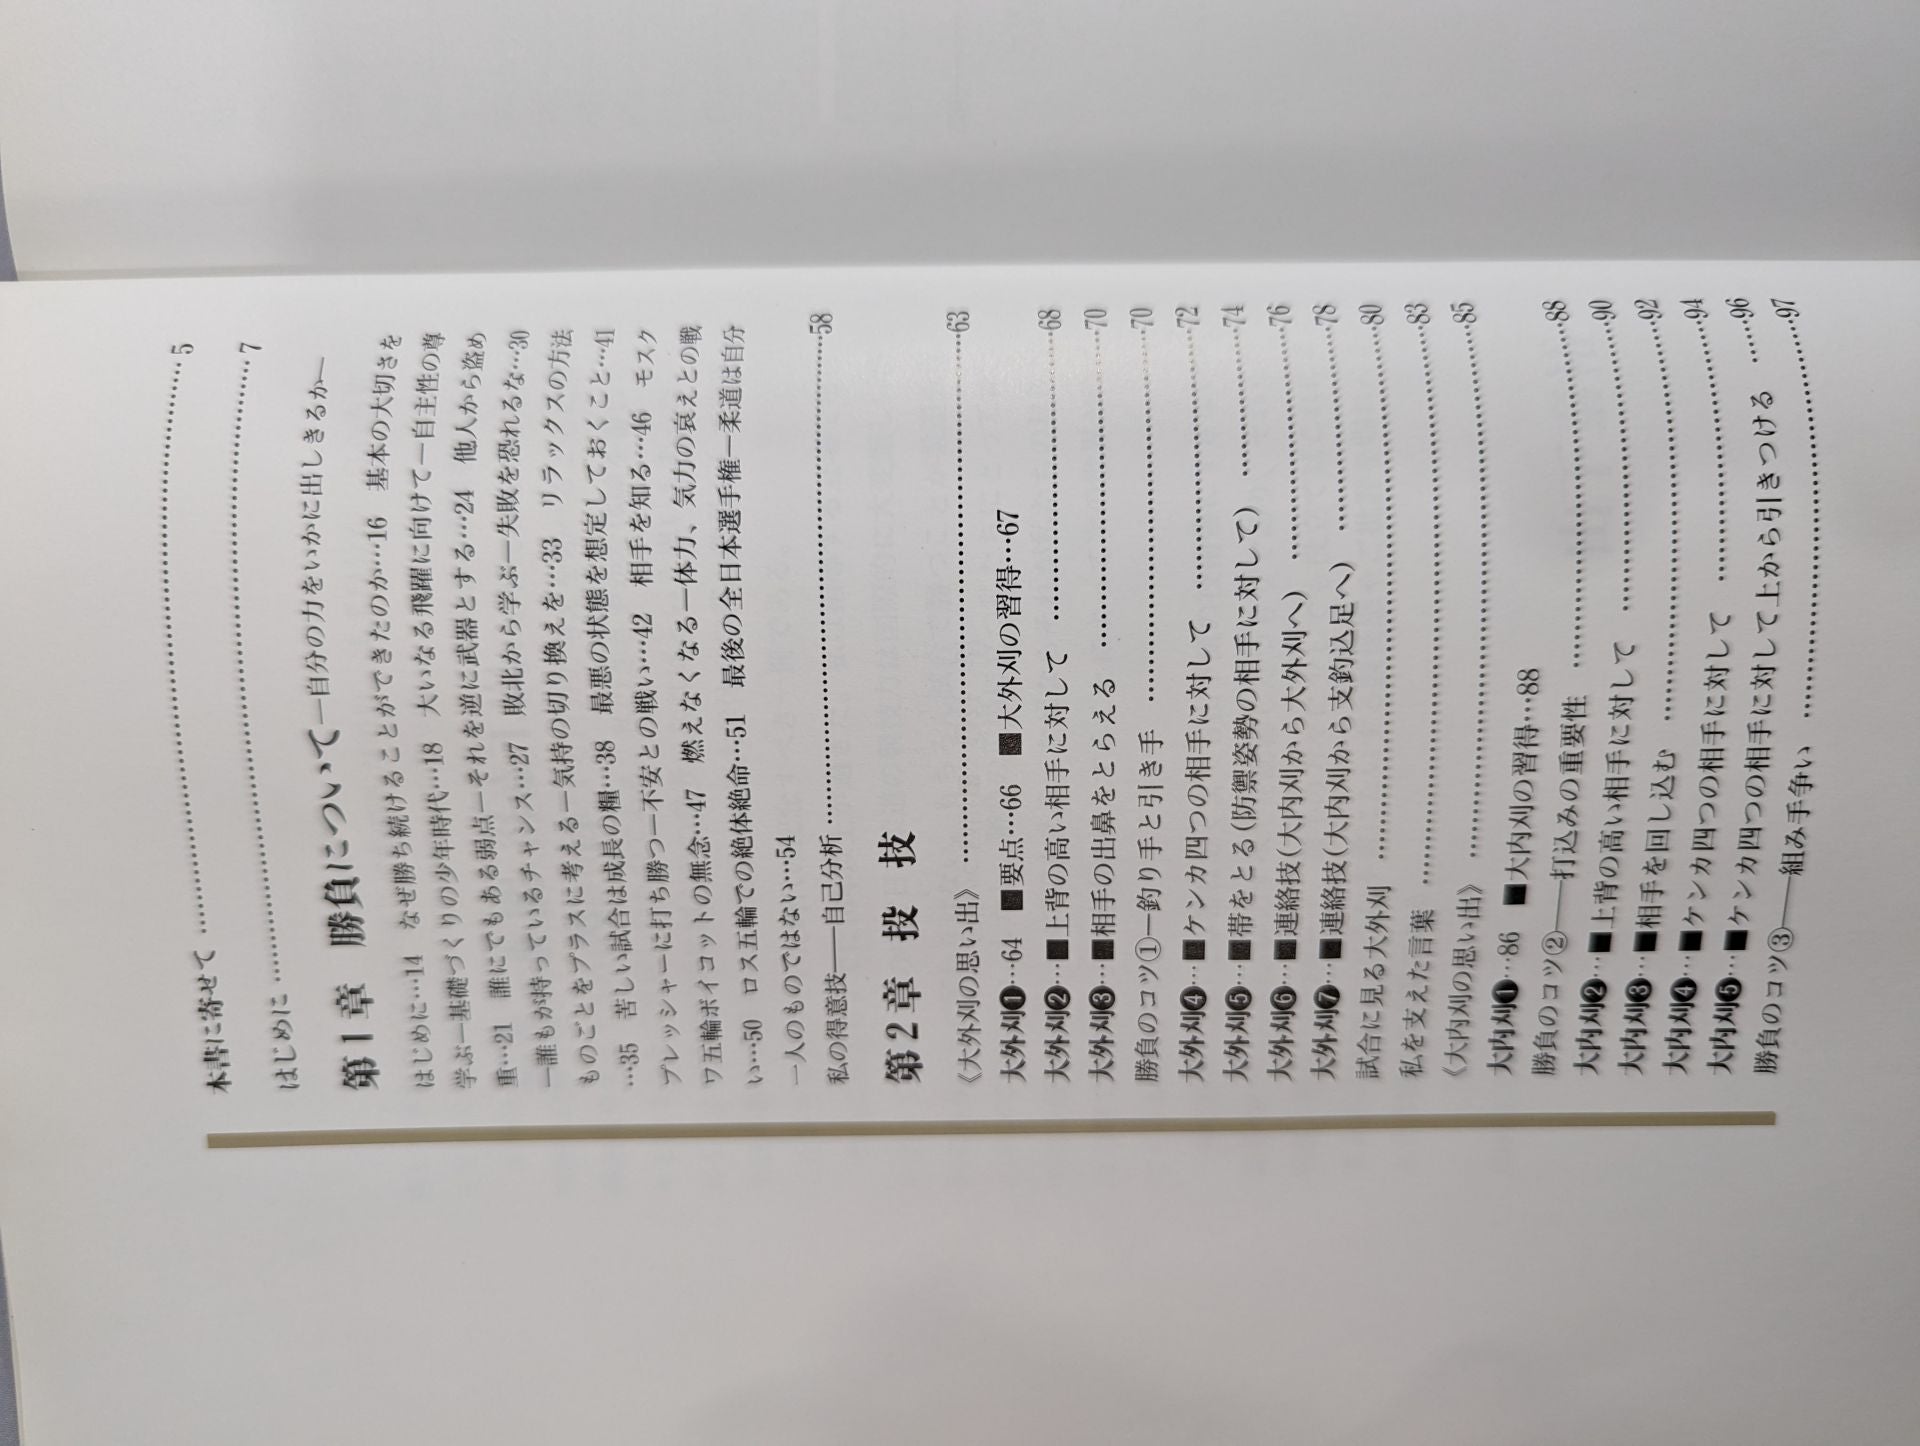 本書に寄せて……………………………………………5
はじめに……………………………………………7
第1章 勝負について—自分の力をいかに出しきるか—
はじめに…14 なぜ勝ち続けることができたのか…16 基本の大切さを
学ぶ—基礎づくりの少年時代…18 大いなる飛躍に向けて—自主性の尊
重…21 誰にでもある弱点—それを逆に武器とする…24 他人から盗め
—誰もが持っているチャンス…27 敗北から学ぶ—失敗を恐れるな…30
ものごとをプラスに考える—気持の切り換えを…33 リラックスの方法
…35 苦しい試合は成長の糧…38 最悪の状態を想定しておくこと…41
プレッシャーに打ち勝つ—不安との戦い…42 相手を知る…46 モスク
ワ五輪ボイコットの無念…47 燃えなくなる—体力、気力の哀えとの戦
い…50 ロス五輪での絶体絶命…51 最後の全日本選手権—柔道は自分
一人のものではない…54
私の得意技——自己分析……………………………………………58
第2章 投 技
《大外刈の思い出》……………………………………………63
大外刈❶…64 ■要点…66 ■大外刈の習得…67
大外刈❷…■上背の高い相手に対して……………………………68
大外刈❸…■相手の出鼻をとらえる……………………………70
勝負のコツ①—釣り手と引き手……………………………70
大外刈❹…■ケンカ四つの相手に対して……………………………72
大外刈❺…■帯をとる(防禦姿勢の相手に対して)………………74
大外刈❻…■連絡技(大内刈から大外刈へ)……………………76
大外刈❼…■連絡技(大内刈から支釣込足へ)…………………78
試合に見る大外刈……………………………………………80
私を支えた言葉……………………………………………83
《大内刈の思い出》……………………………………………85
大内刈❶…86 ■大内刈の習得…88
勝負のコツ②——打込みの重要性……………………………88
大内刈❷…■上背の高い相手に対して……………………………90
大内刈❸…■相手を回し込む……………………………………92
大内刈❹…■ケンカ四つの相手に対して……………………………94
大内刈❺…■ケンカ四つの相手に対して上から引きつける……96
勝負のコツ③——組み手争い……………………………………97